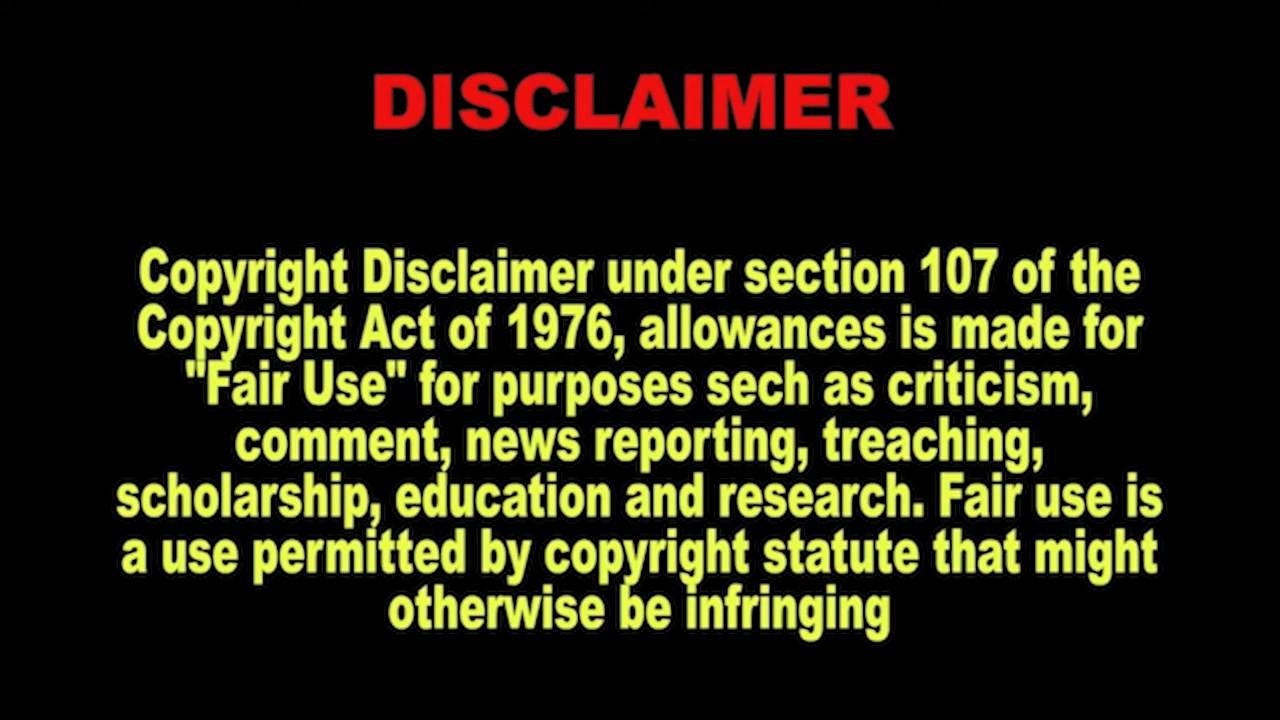 DISCLAIMER
Copyright Disclaimer under section 107 of the
Copyright Act of 1976, allowances is made for
"Fair Use" for purposes sech as criticism,
comment, news reporting, treaching,
scholarship, education and research. Fair use is
a use permitted by copyright statute that might
otherwise be infringing